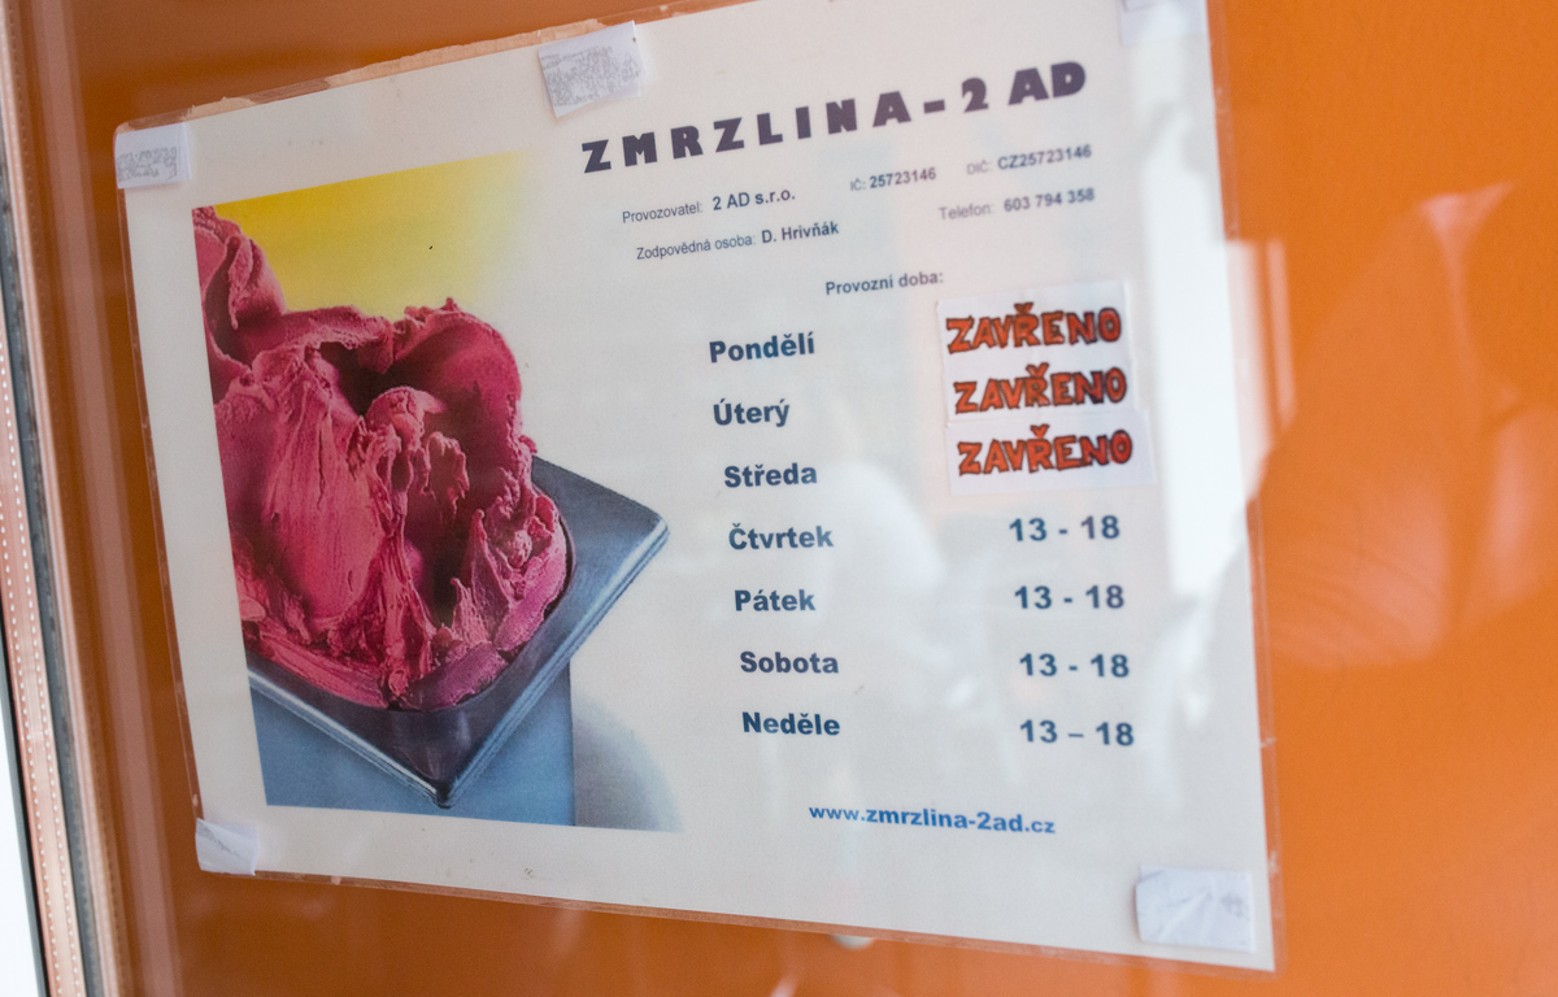 ZMRZLINA-2 AD
Provozovatel: 2 AD s.r.o. IČ: 25723146 DIČ: CZ25723146
Zodpovědná osoba: D. Hrivňák Telefon: 603 794 358
Provozní doba:
Pondělí ZAVŘENO
Úterý ZAVŘENO
Středa ZAVŘENO
Čtvrtek 13 - 18
Pátek 13 - 18
Sobota 13 - 18
Neděle 13 – 18
www.zmrzlina-2ad.cz